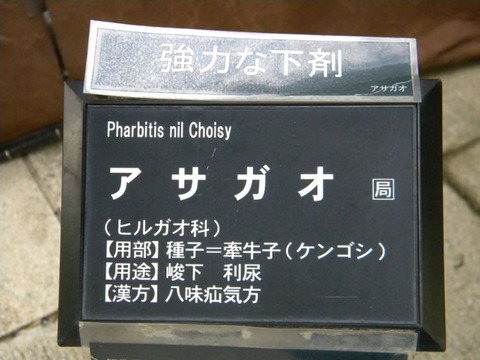 強力な下剤
アサガオ
Pharbitis nil Choisy
アサガオ 局
(ヒルガオ科)
【用部】種子=牽牛子(ケンゴシ)
【用途】峻下 利尿
【漢方】八味疝気方